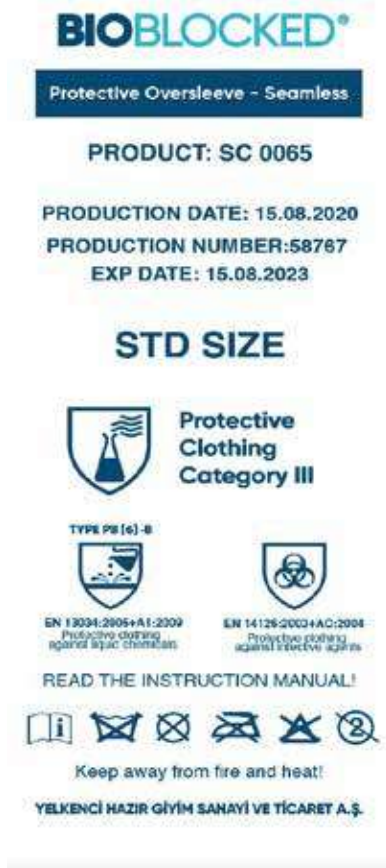 BIOBLOCKED®
Protective Oversleeve - Seamless
PRODUCT: SC 0065
PRODUCTION DATE: 15.08.2020
PRODUCTION NUMBER:58767
EXP DATE: 15.08.2023
STD SIZE
Protective
Clothing
Category III
TYPE PB [6]-B
EN 13034:2005+A1:2009
Protective clothing
against liquid chemicals
EN 14126:2003+AC:2004
Protective clothing
against infective agents
READ THE INSTRUCTION MANUAL!
i
2
Keep away from fire and heat!
YELKENCİ HAZIR GİYİM SANAYİ VE TİCARET A.Ş.